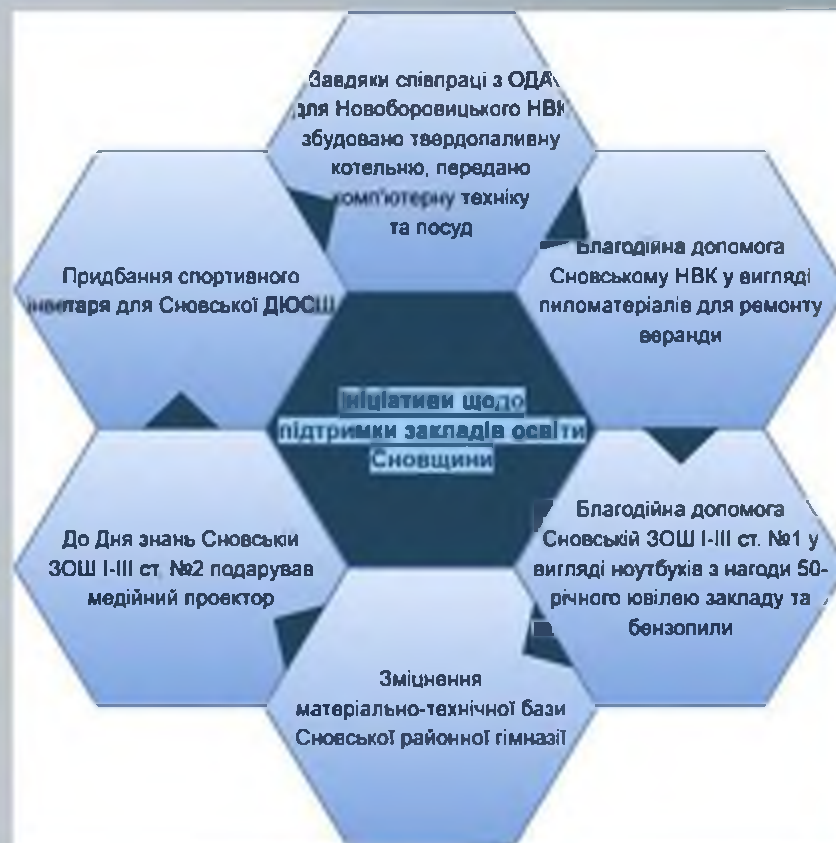 Завдяки співпраці з ОДА
для Новоборовицького НВК
збудовано твердопаливну
котельню, передано
комп'ютерну техніку
та посуд
Благодійна допомога
Сновському НВК у вигляді
пиломатеріалів для ремонту
веранди
Благодійна допомога
Сновській ЗОШ І-ІІІ ст. №1 у
вигляді ноутбуків з нагоди 50-
річного ювілею закладу та
бензопили
Зміцнення
матеріально-технічної бази
Сновської районної гімназії
До Дня знань Сновській
ЗОШ І-ІІІ ст. №2 подарував
медійний проектор
Придбання спортивного
інвентаря для Сновської ДЮСШ
Ініціативи щодо
підтримки закладів освіти
Сновщини